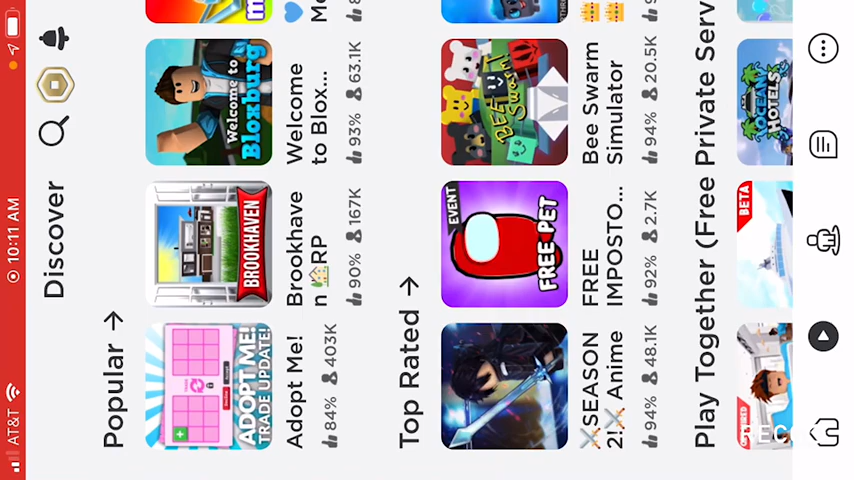 AT&T
10:11 AM
Discover
Popular →
ADOPT ME!
TRADE UPDATE!
Adopt Me!
84% 403K
BROOKHAVEN
Brookhave
n 🏡RP
90% 167K
Welcome to
Bloxburg
Welcome
to Blox...
93% 63.1K
Top Rated →
⚔️SEASON
2!⚔️ Anime
94% 48.1K
EVENT
FREE PET
FREE
IMPOSTO...
92% 2.7K
BEE
Swarm
Bee Swarm
Simulator
94% 20.5K
Play Together (Free Private Serv
BETA
OCEAN
HOTELS